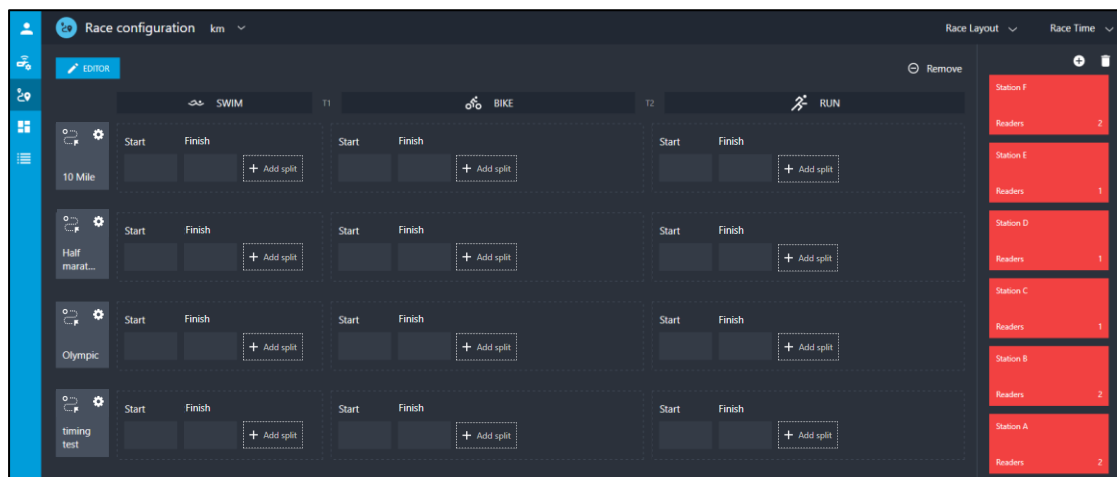 Race configuration km
Race Layout Race Time
EDITOR
Remove
SWIM T1 BIKE T2 RUN
10 Mile
Start Finish
+ Add split
Start Finish
+ Add split
Start Finish
+ Add split
Half
marat...
Start Finish
+ Add split
Start Finish
+ Add split
Start Finish
+ Add split
Olympic
Start Finish
+ Add split
Start Finish
+ Add split
Start Finish
+ Add split
timing
test
Start Finish
+ Add split
Start Finish
+ Add split
Start Finish
+ Add split
Station F
Readers 2
Station E
Readers 1
Station D
Readers 1
Station C
Readers 1
Station B
Readers 2
Station A
Readers 2